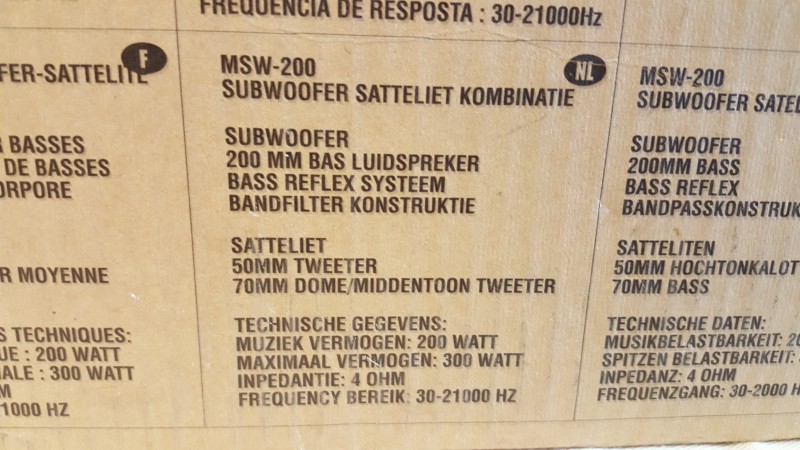 FREQUENCIA DE RESPOSTA : 30-21000Hz
F
FER-SATTELITE
BASSES
DE BASSES
ORPORE
R MOYENNE
S TECHNIQUES:
UE : 200 WATT
ALE : 300 WATT
M
1000 HZ
NL
MSW-200
SUBWOOFER SATTELIET KOMBINATIE
SUBWOOFER
200 MM BAS LUIDSPREKER
BASS REFLEX SYSTEEM
BANDFILTER KONSTRUKTIE
SATTELIET
50MM TWEETER
70MM DOME/MIDDENTOON TWEETER
TECHNISCHE GEGEVENS:
MUZIEK VERMOGEN: 200 WATT
MAXIMAAL VERMOGEN: 300 WATT
INPEDANTIE: 4 OHM
FREQUENCY BEREIK: 30-21000 HZ
MSW-200
SUBWOOFER SATEL
SUBWOOFER
200MM BASS
BASS REFLEX
BANDPASSKONSTRUK
SATTELITEN
50MM HOCHTONKALOT
70MM BASS
TECHNISCHE DATEN:
MUSIKBELASTBARKEIT: 20
SPITZEN BELASTBARKEIT:
INPEDANZ: 4 OHM
FREQUENZGANG: 30-2000 H